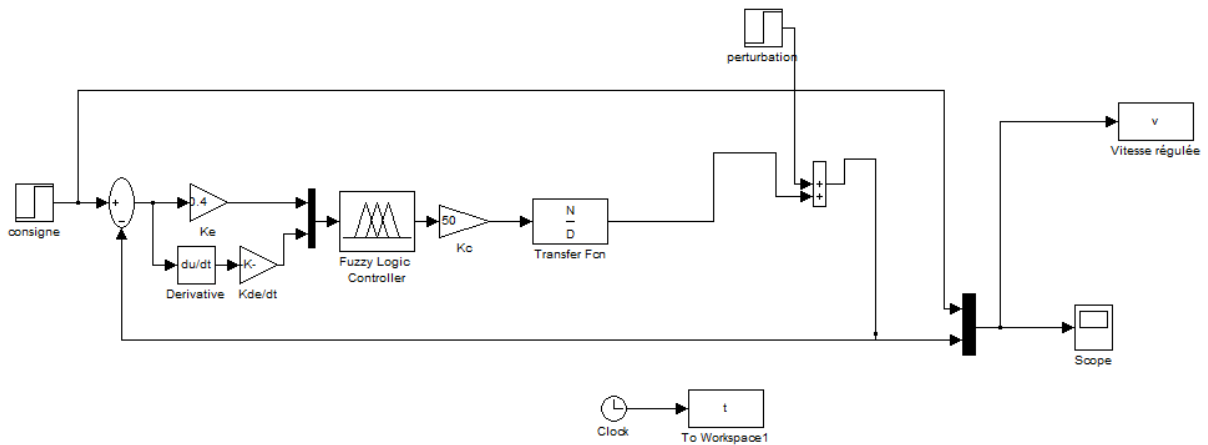 perturbation
v
Vitesse régulée
+
+
consigne
+
−
0.4
Ke
du/dt
Derivative
-K-
Kde/dt
Fuzzy Logic
Controller
50
Kc
N
D
Transfer Fcn
Scope
Clock
t
To Workspace1